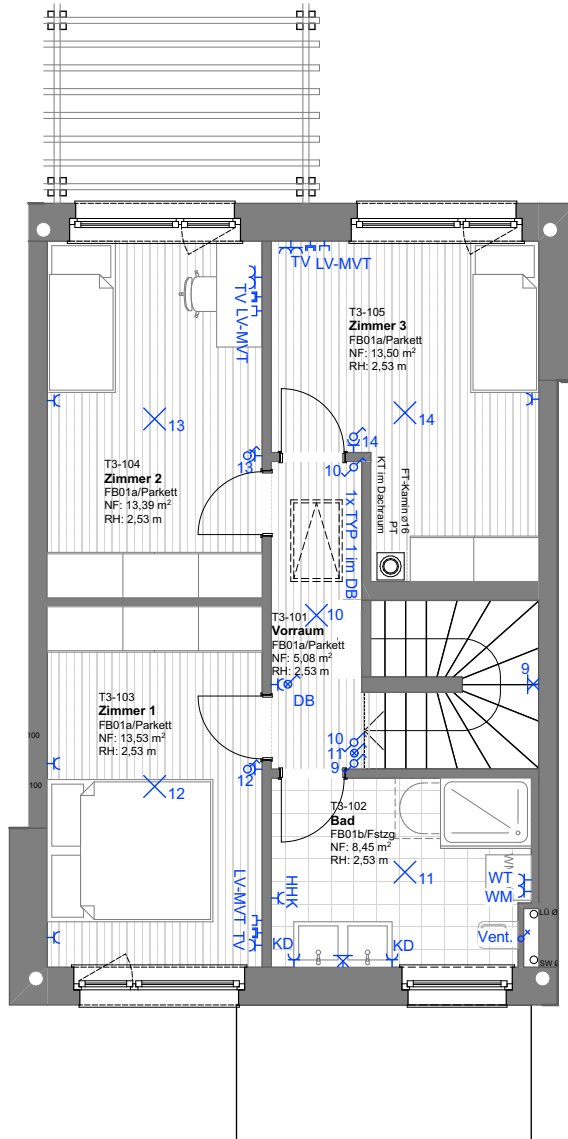 TV LV-MVT
TV LV-MVT
T3-105
Zimmer 3
FB01a/Parkett
NF: 13,50 m²
RH: 2,53 m
13
14
14
13
10
T3-104
Zimmer 2
FB01a/Parkett
NF: 13,39 m²
RH: 2,53 m
FT-Kamin ø16
PT
KT im Dachraum
1x TYP 1 im DB
T3-101
Vorraum
FB01a/Parkett
NF: 5,08 m²
RH: 2,53 m
10
9
DB
T3-103
Zimmer 1
FB01a/Parkett
NF: 13,53 m²
RH: 2,53 m
100
100
10
11
9
12
12
T3-102
Bad
FB01b/Fstzg
NF: 8,45 m²
RH: 2,53 m
11
WT
WM
HHK
LV-MVT
TV
KD
KD
Vent.
LÜ Ø
SW Ø